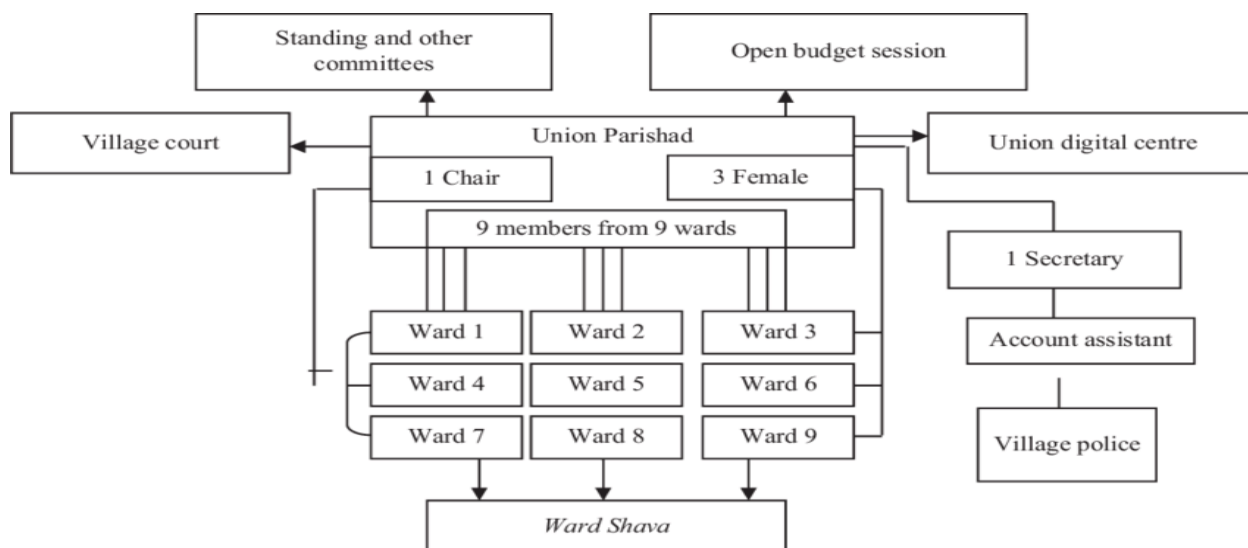 Standing and other
committees
Open budget session
Village court
Union Parishad
Union digital centre
1 Chair
3 Female
9 members from 9 wards
1 Secretary
Ward 1
Ward 2
Ward 3
Account assistant
Ward 4
Ward 5
Ward 6
Ward 7
Ward 8
Ward 9
Village police
Ward Shava